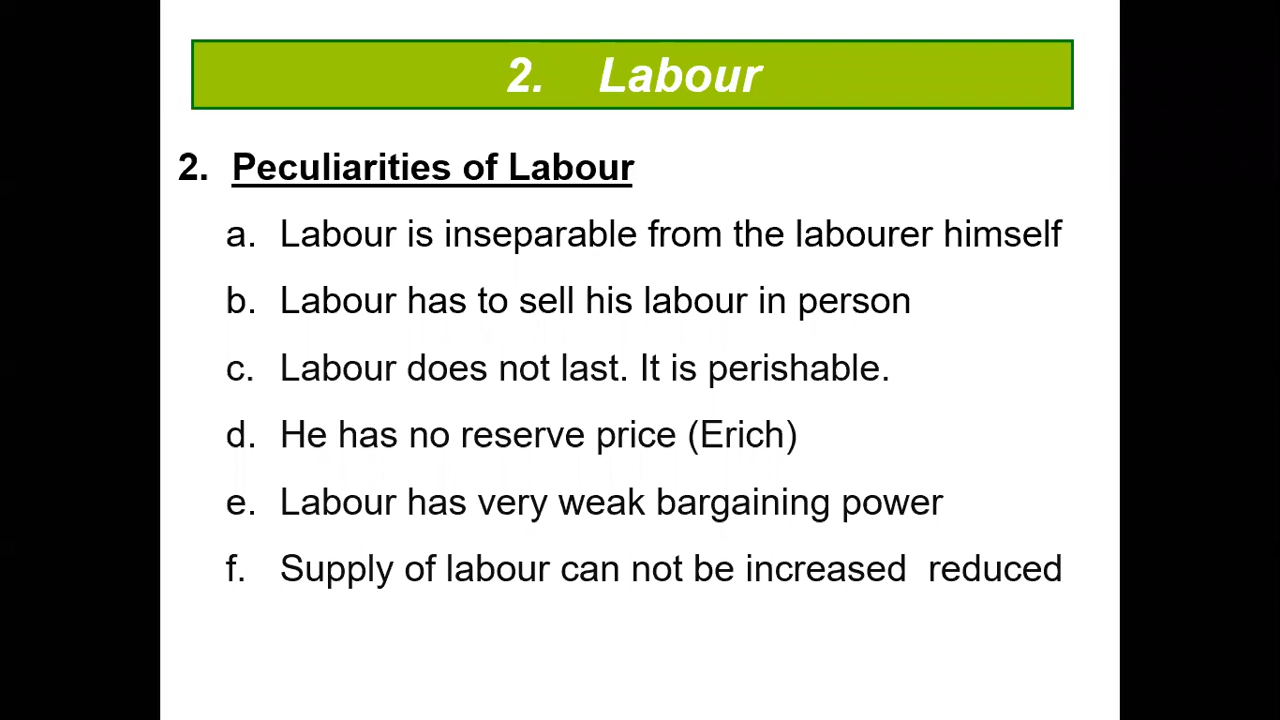 2. Labour
2. Peculiarities of Labour
a. Labour is inseparable from the labourer himself
b. Labour has to sell his labour in person
c. Labour does not last. It is perishable.
d. He has no reserve price (Erich)
e. Labour has very weak bargaining power
f. Supply of labour can not be increased reduced